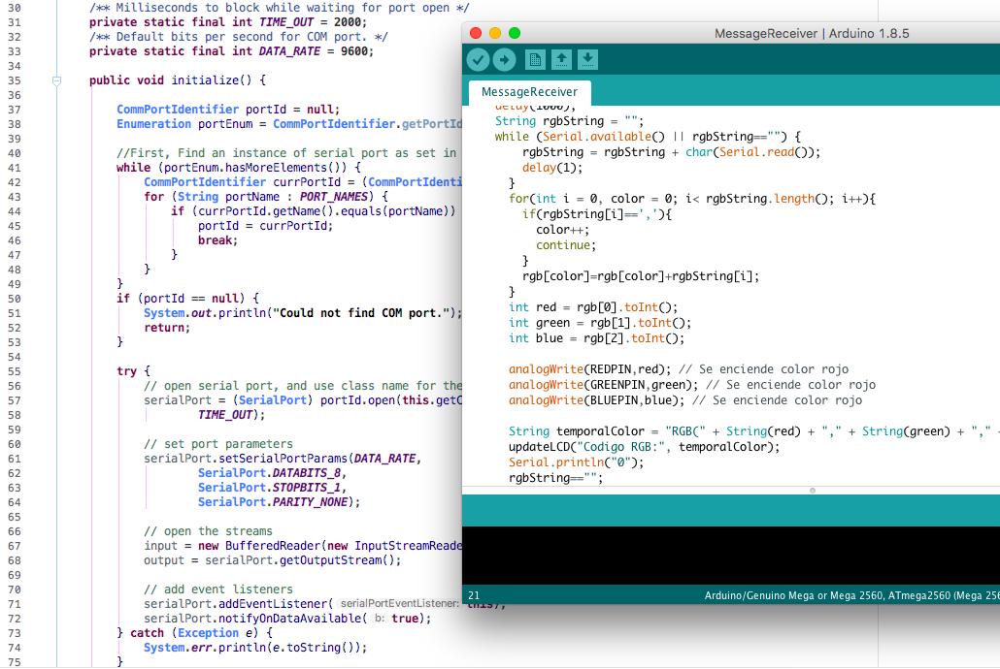 30 /** Milliseconds to block while waiting for port open */
31 private static final int TIME_OUT = 2000;
32 /** Default bits per second for COM port. */
33 private static final int DATA_RATE = 9600;
34
35 public void initialize() {
36
37 CommPortIdentifier portId = null;
38 Enumeration portEnum = CommPortIdentifier.getPortId
39
40 //First, Find an instance of serial port as set in
41 while (portEnum.hasMoreElements()) {
42 CommPortIdentifier currPortId = (CommPortIdenti
43 for (String portName : PORT_NAMES) {
44 if (currPortId.getName().equals(portName))
45 portId = currPortId;
46 break;
47 }
48 }
49 }
50 if (portId == null) {
51 System.out.println("Could not find COM port.");
52 return;
53 }
54
55 try {
56 // open serial port, and use class name for the
57 serialPort = (SerialPort) portId.open(this.getC
58 TIME_OUT);
59
60 // set port parameters
61 serialPort.setSerialPortParams(DATA_RATE,
62 SerialPort.DATABITS_8,
63 SerialPort.STOPBITS_1,
64 SerialPort.PARITY_NONE);
65
66 // open the streams
67 input = new BufferedReader(new InputStreamReade
68 output = serialPort.getOutputStream();
69
70 // add event listeners
71 serialPort.addEventListener( serialPortEventListener: this);
72 serialPort.notifyOnDataAvailable( b: true);
73 } catch (Exception e) {
74 System.err.println(e.toString());
75 }
MessageReceiver | Arduino 1.8.5
MessageReceiver
delay(1000);
String rgbString = "";
while (Serial.available() || rgbString=="") {
rgbString = rgbString + char(Serial.read());
delay(1);
}
for(int i = 0, color = 0; i< rgbString.length(); i++){
if(rgbString[i]==','){
color++;
continue;
}
rgb[color]=rgb[color]+rgbString[i];
}
int red = rgb[0].toInt();
int green = rgb[1].toInt();
int blue = rgb[2].toInt();
analogWrite(REDPIN,red); // Se enciende color rojo
analogWrite(GREENPIN,green); // Se enciende color rojo
analogWrite(BLUEPIN,blue); // Se enciende color rojo
String temporalColor = "RGB(" + String(red) + "," + String(green) + "," +
updateLCD("Codigo RGB:", temporalColor);
Serial.println("0");
rgbString=="";
21 Arduino/Genuino Mega or Mega 2560, ATmega2560 (Mega 256